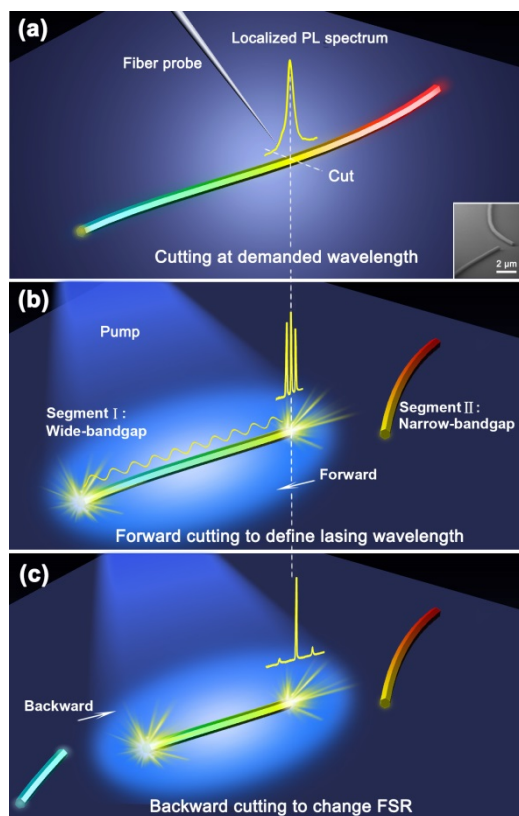 (a)
Localized PL spectrum
Fiber probe
Cut
2 μm
Cutting at demanded wavelength
(b)
Pump
Segment Ⅰ:
Wide-bandgap
Segment Ⅱ:
Narrow-bandgap
Forward
Forward cutting to define lasing wavelength
(c)
Backward
Backward cutting to change FSR